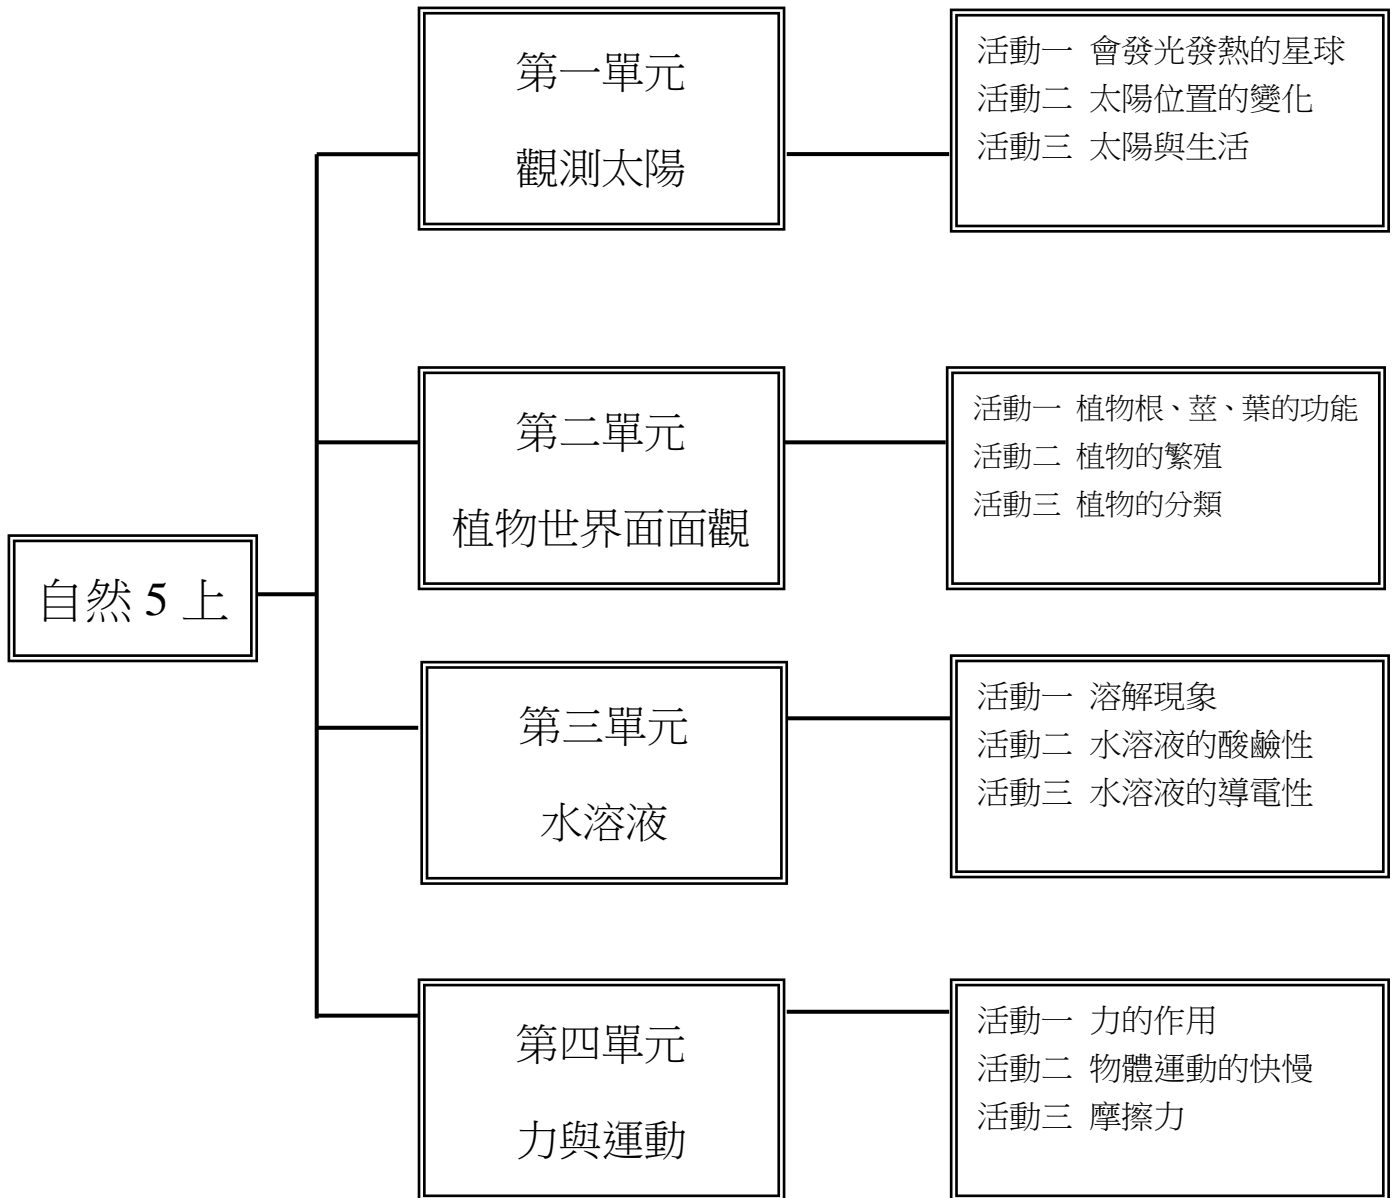 自然 5 上
第一單元
觀測太陽
活動一 會發光發熱的星球
活動二 太陽位置的變化
活動三 太陽與生活
第二單元
植物世界面面觀
活動一 植物根、莖、葉的功能
活動二 植物的繁殖
活動三 植物的分類
第三單元
水溶液
活動一 溶解現象
活動二 水溶液的酸鹼性
活動三 水溶液的導電性
第四單元
力與運動
活動一 力的作用
活動二 物體運動的快慢
活動三 摩擦力